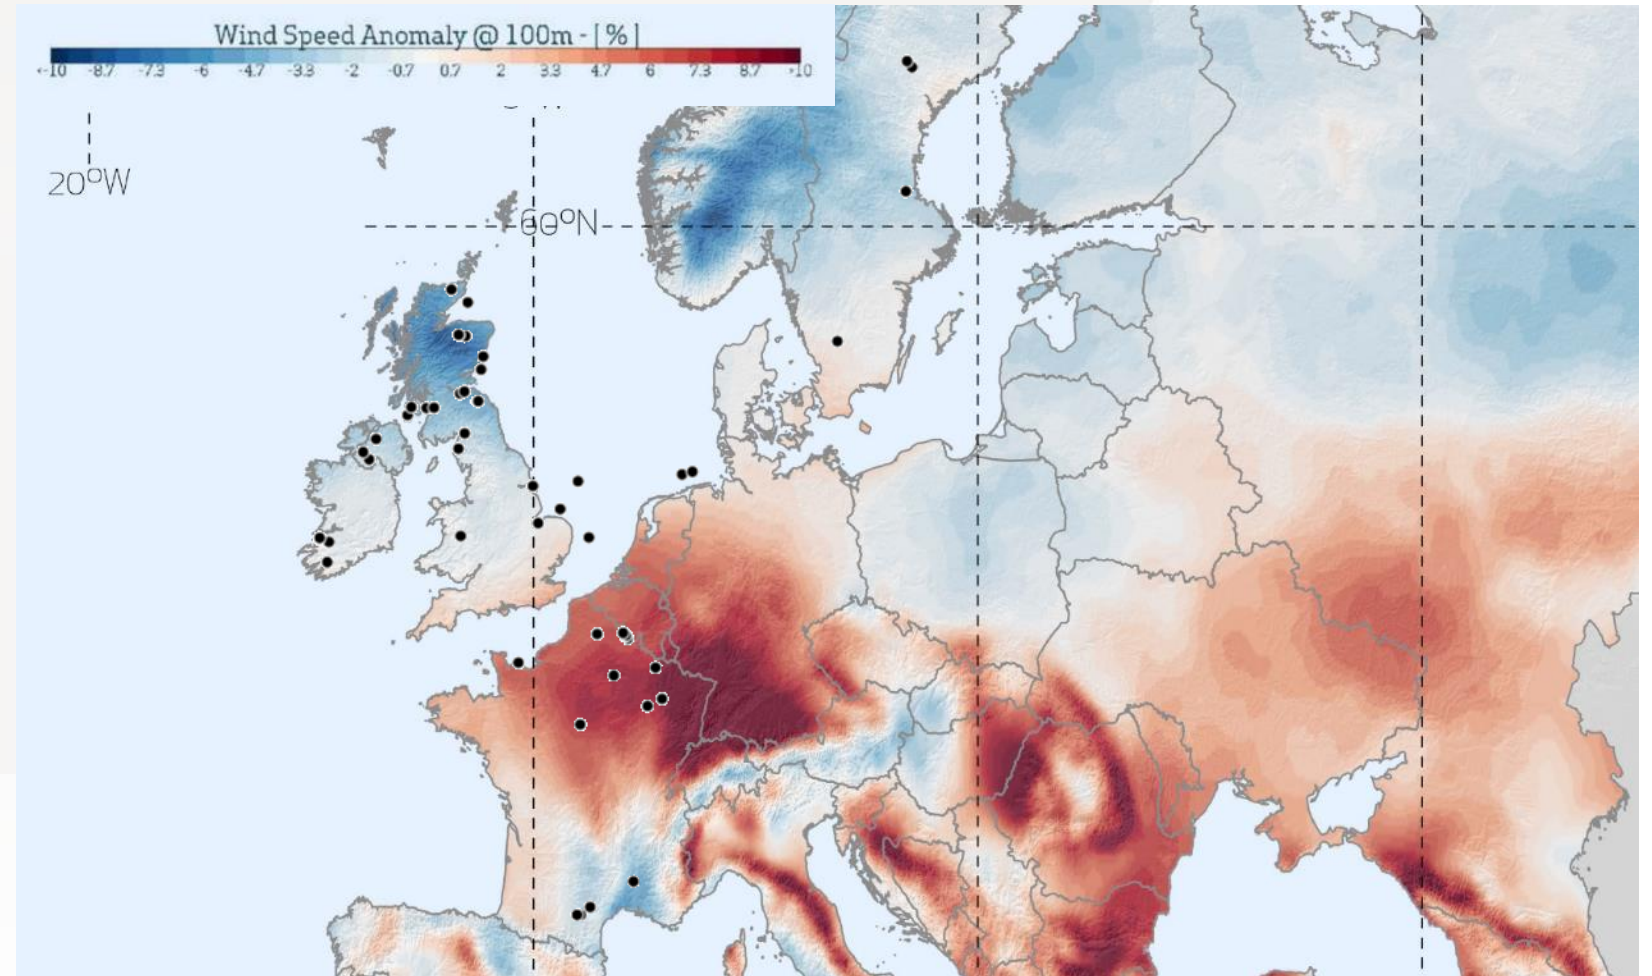 Wind Speed Anomaly @ 100m - [ % ]
<-10 -8.7 -7.3 -6 -4.7 -3.3 -2 -0.7 0.7 2 3.3 4.7 6 7.3 8.7 >10
20°W
60°N